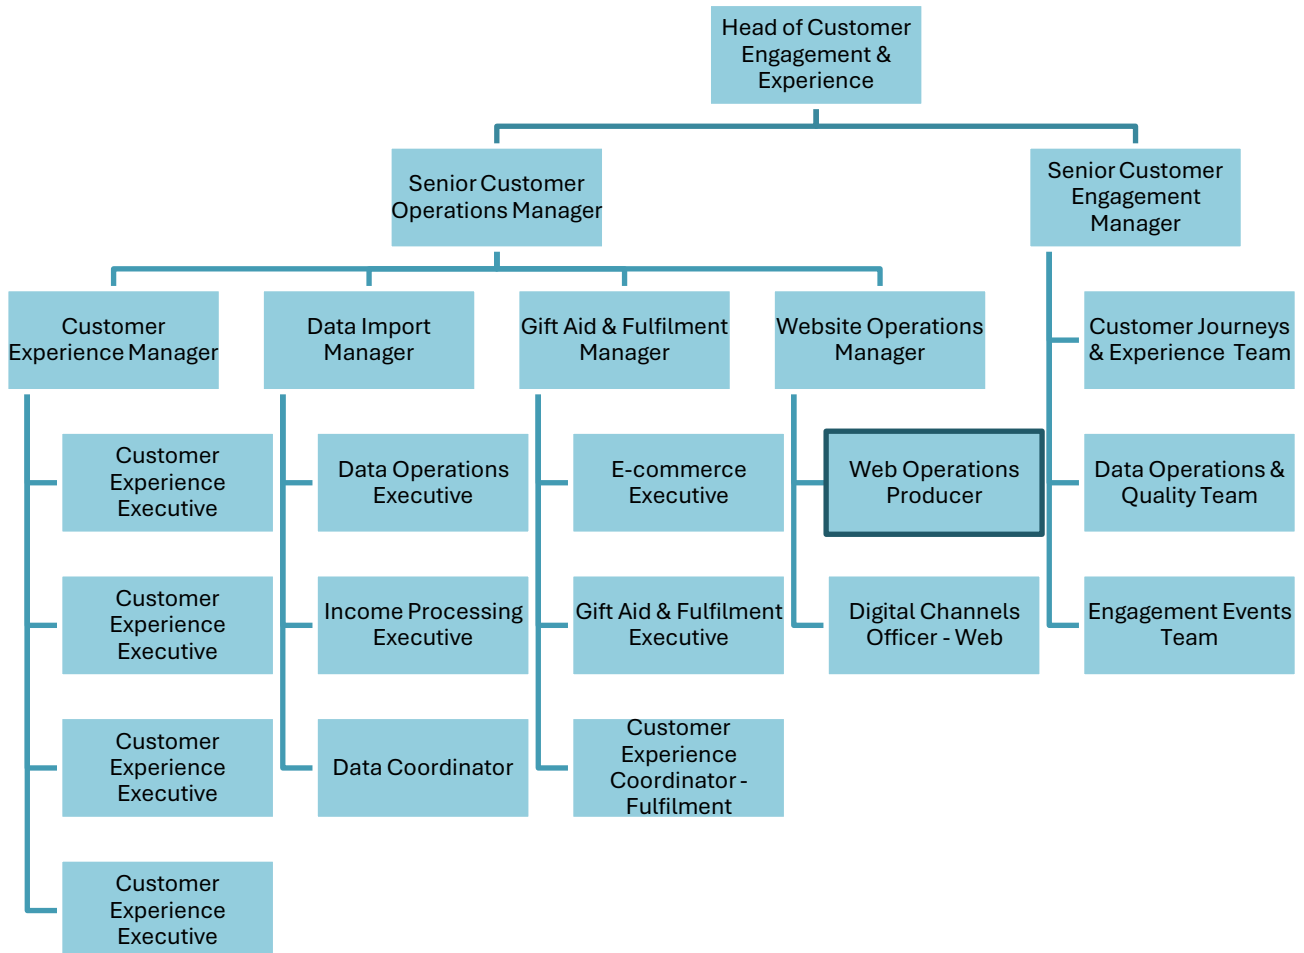 Head of Customer
Engagement &
Experience
Senior Customer
Operations Manager
Senior Customer
Engagement
Manager
Customer
Experience Manager
Data Import
Manager
Gift Aid & Fulfilment
Manager
Website Operations
Manager
Customer Journeys
& Experience Team
Customer
Experience
Executive
Data Operations
Executive
E-commerce
Executive
Web Operations
Producer
Data Operations &
Quality Team
Customer
Experience
Executive
Income Processing
Executive
Gift Aid & Fulfilment
Executive
Digital Channels
Officer - Web
Engagement Events
Team
Customer
Experience
Executive
Data Coordinator
Customer
Experience
Coordinator -
Fulfilment
Customer
Experience
Executive